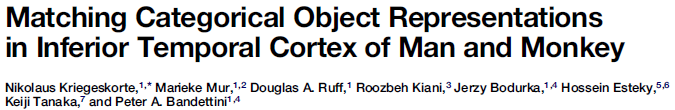 Matching Categorical Object Representations
in Inferior Temporal Cortex of Man and Monkey
Nikolaus Kriegeskorte,1,* Marieke Mur,1,2 Douglas A. Ruff,1 Roozbeh Kiani,3 Jerzy Bodurka,1,4 Hossein Esteky,5,6
Keiji Tanaka,7 and Peter A. Bandettini1,4